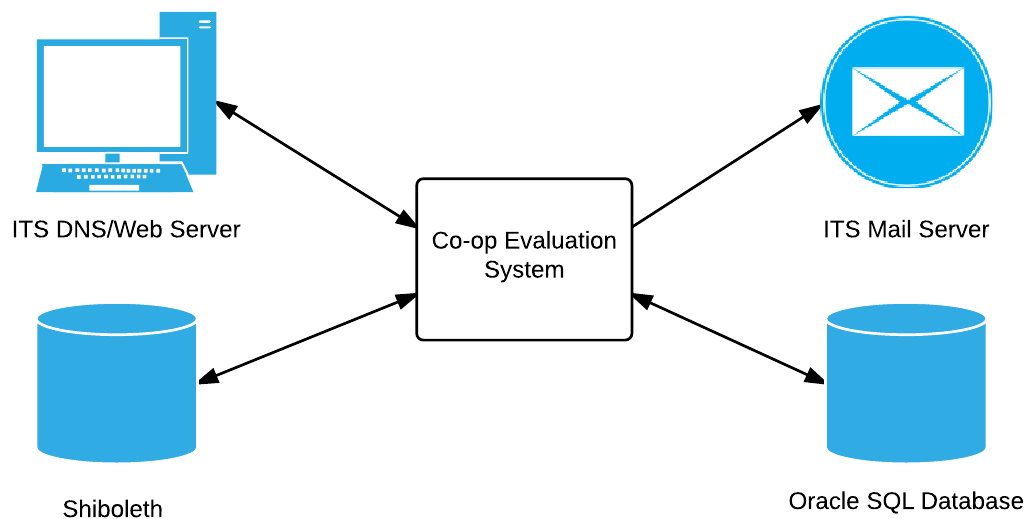 ITS DNS/Web Server
ITS Mail Server
Co-op Evaluation
System
Shiboleth
Oracle SQL Database